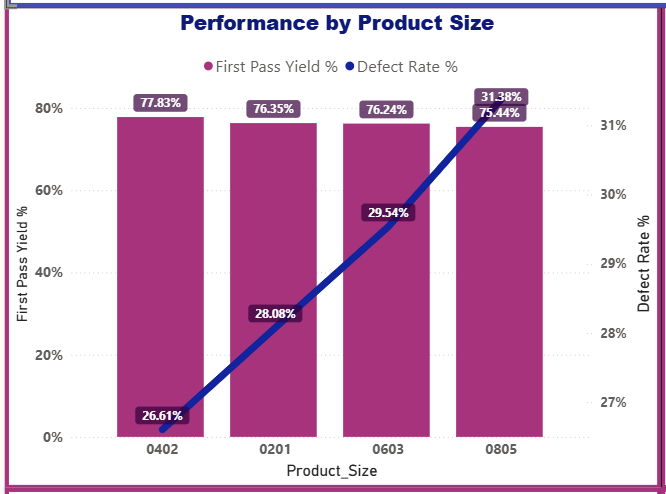 Performance by Product Size
First Pass Yield % Defect Rate %
31.38%
77.83% 76.35% 76.24% 75.44%
80% 31%
30%
60%
29.54%
29%
40%
28.08%
28%
20%
27%
26.61%
0%
0402 0201 0603 0805
Product_Size
First Pass Yield %
Defect Rate %